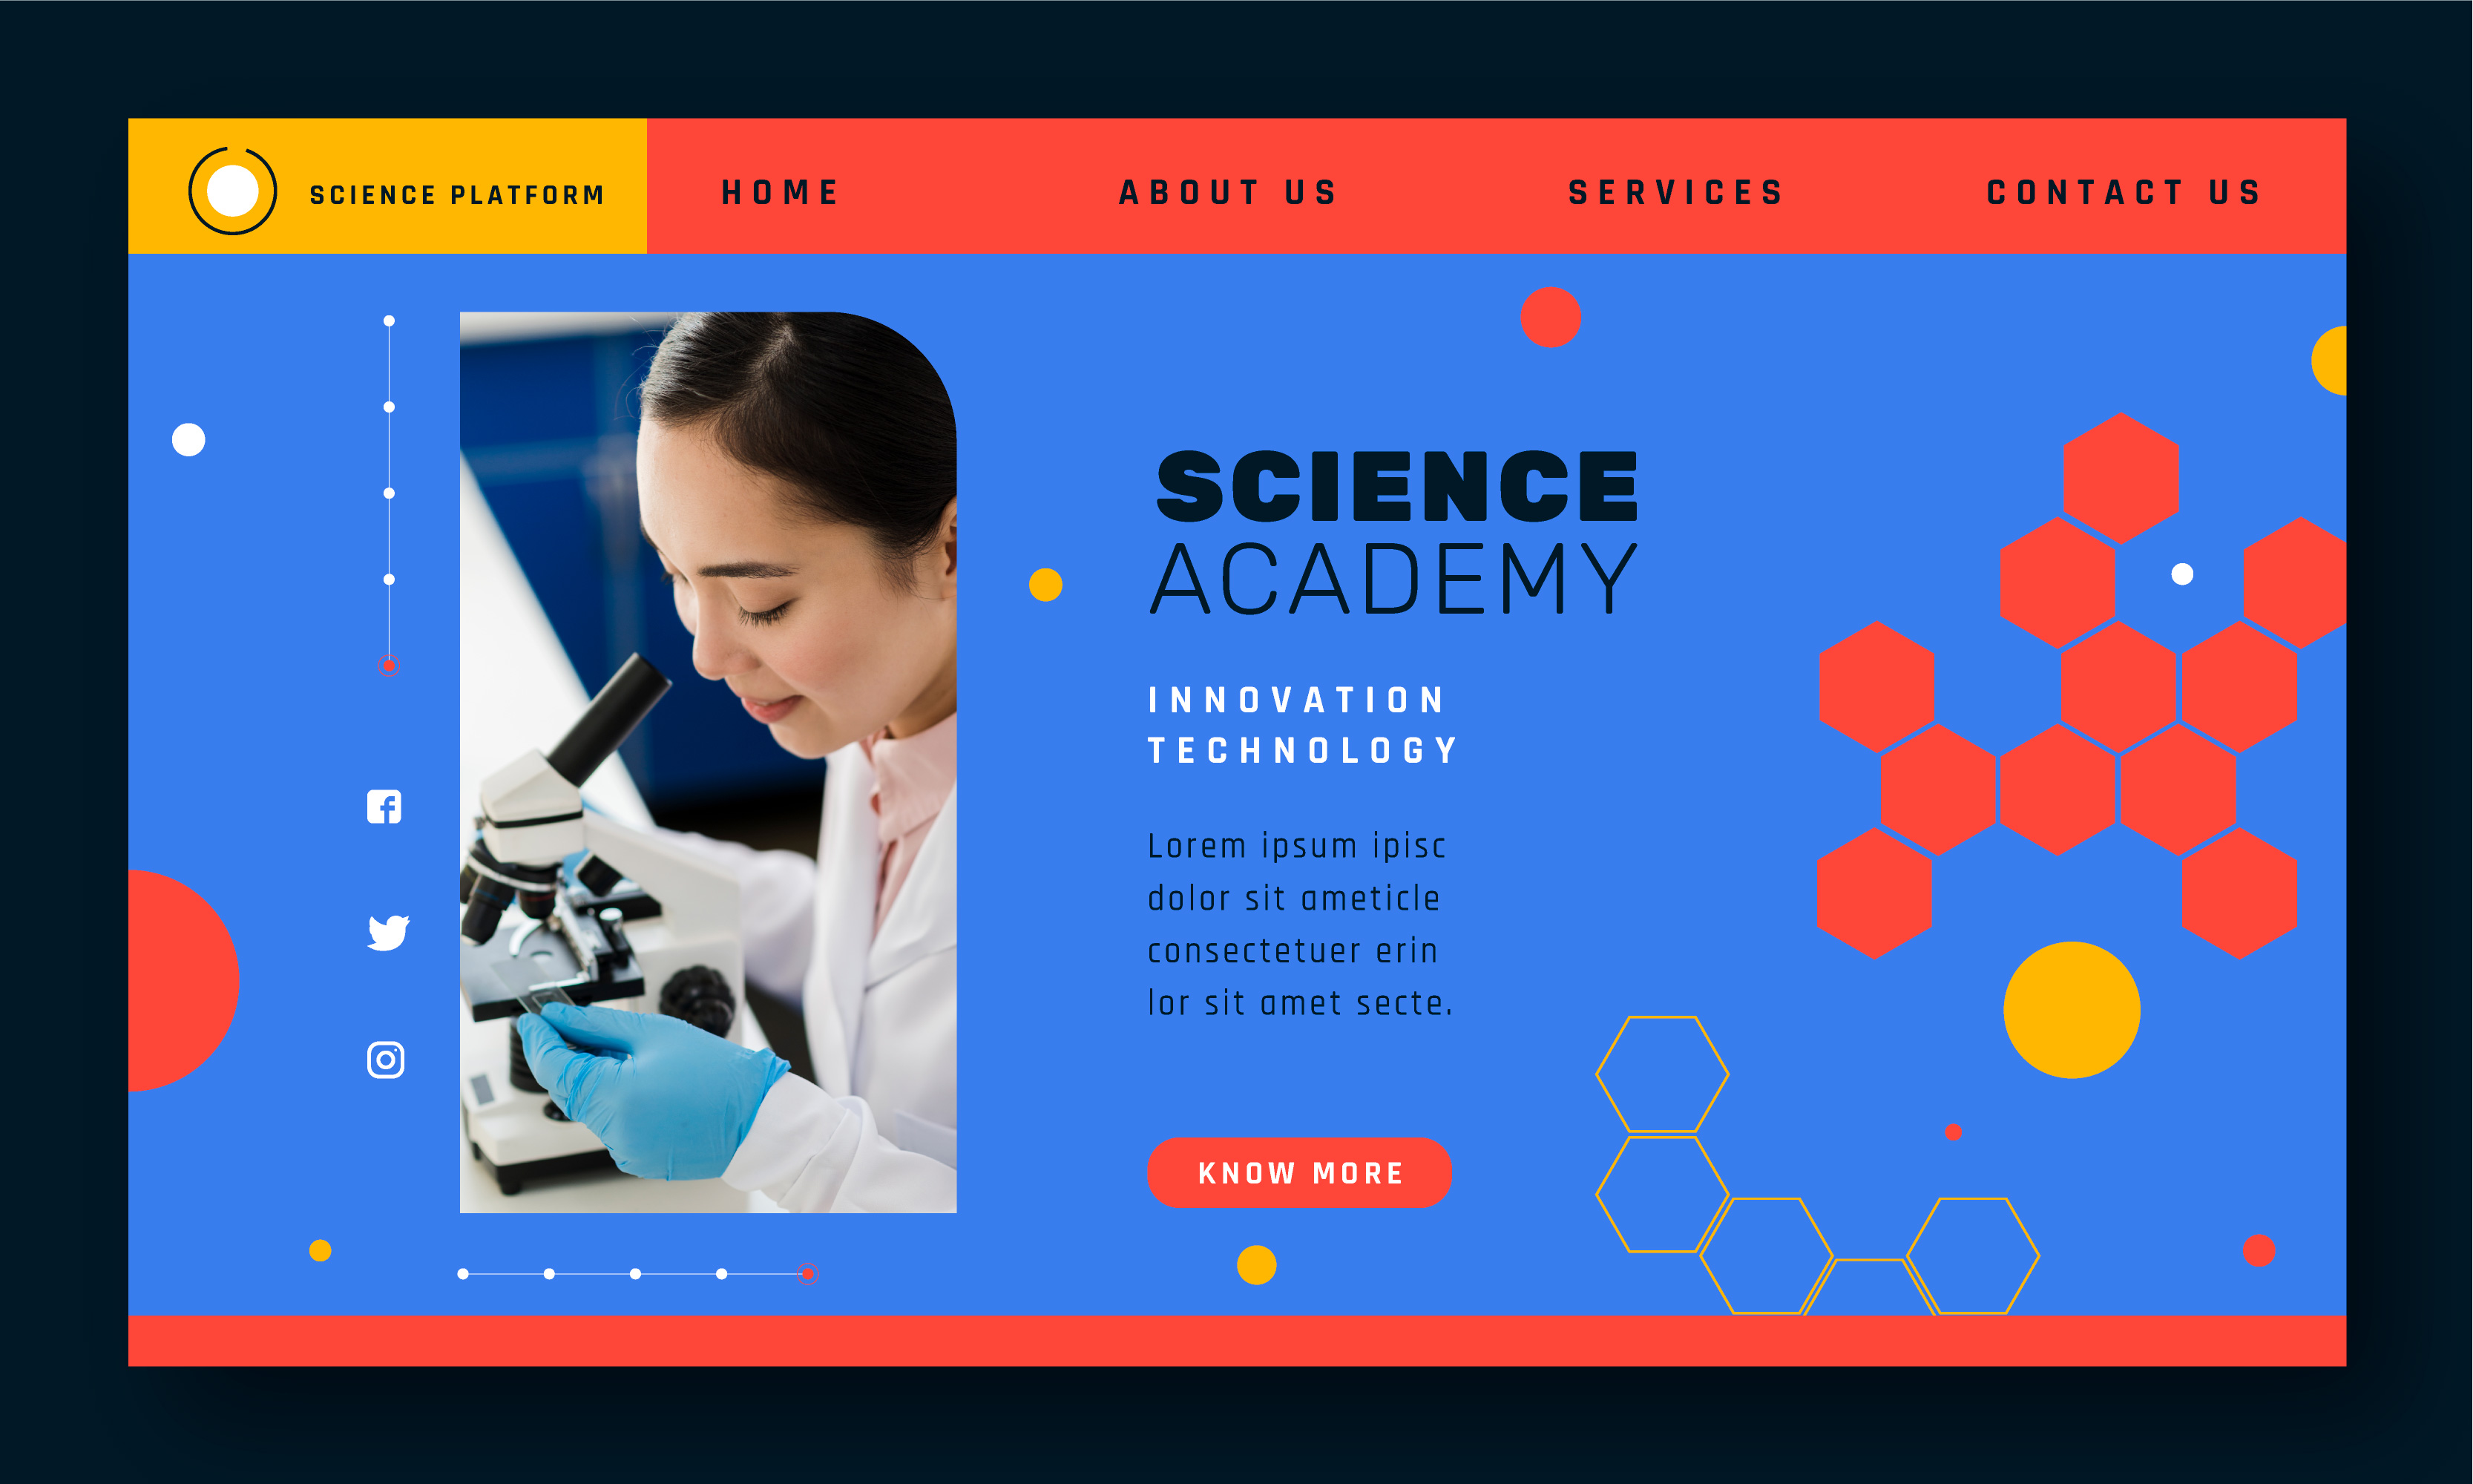 SCIENCE PLATFORM
HOME
ABOUT US
SERVICES
CONTACT US
SCIENCE
ACADEMY
INNOVATION
TECHNOLOGY
Lorem ipsum ipisc
dolor sit ameticle
consectetuer erin
lor sit amet secte.
KNOW MORE